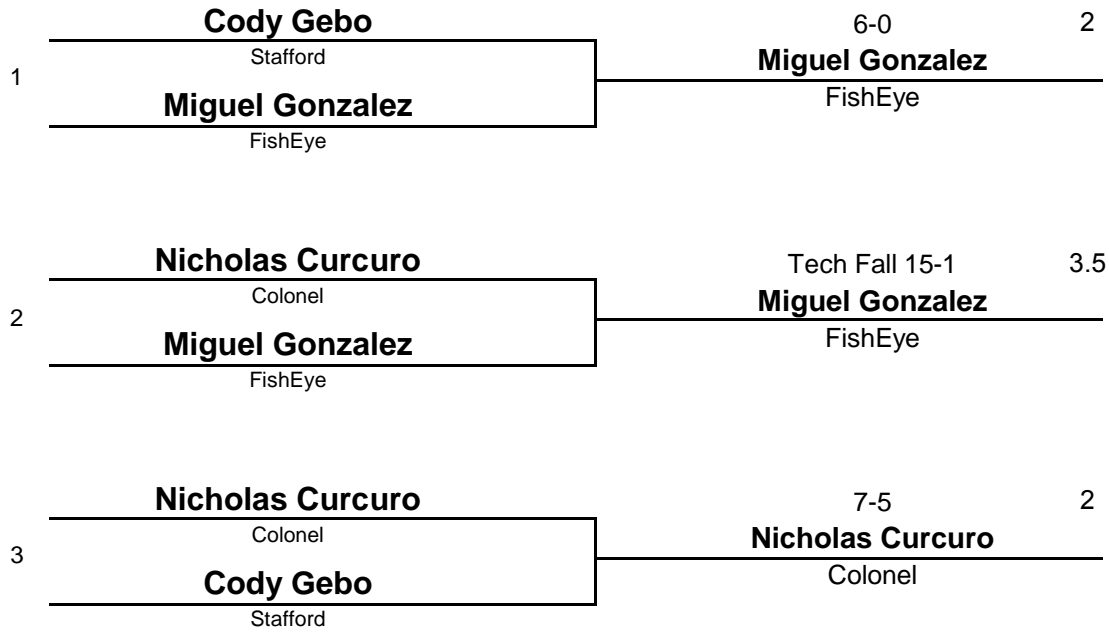 Cody Gebo
6-0
2
Stafford
Miguel Gonzalez
1
Miguel Gonzalez
FishEye
FishEye
Nicholas Curcuro
Tech Fall 15-1
3.5
Colonel
Miguel Gonzalez
2
Miguel Gonzalez
FishEye
FishEye
Nicholas Curcuro
7-5
2
Colonel
Nicholas Curcuro
3
Cody Gebo
Colonel
Stafford